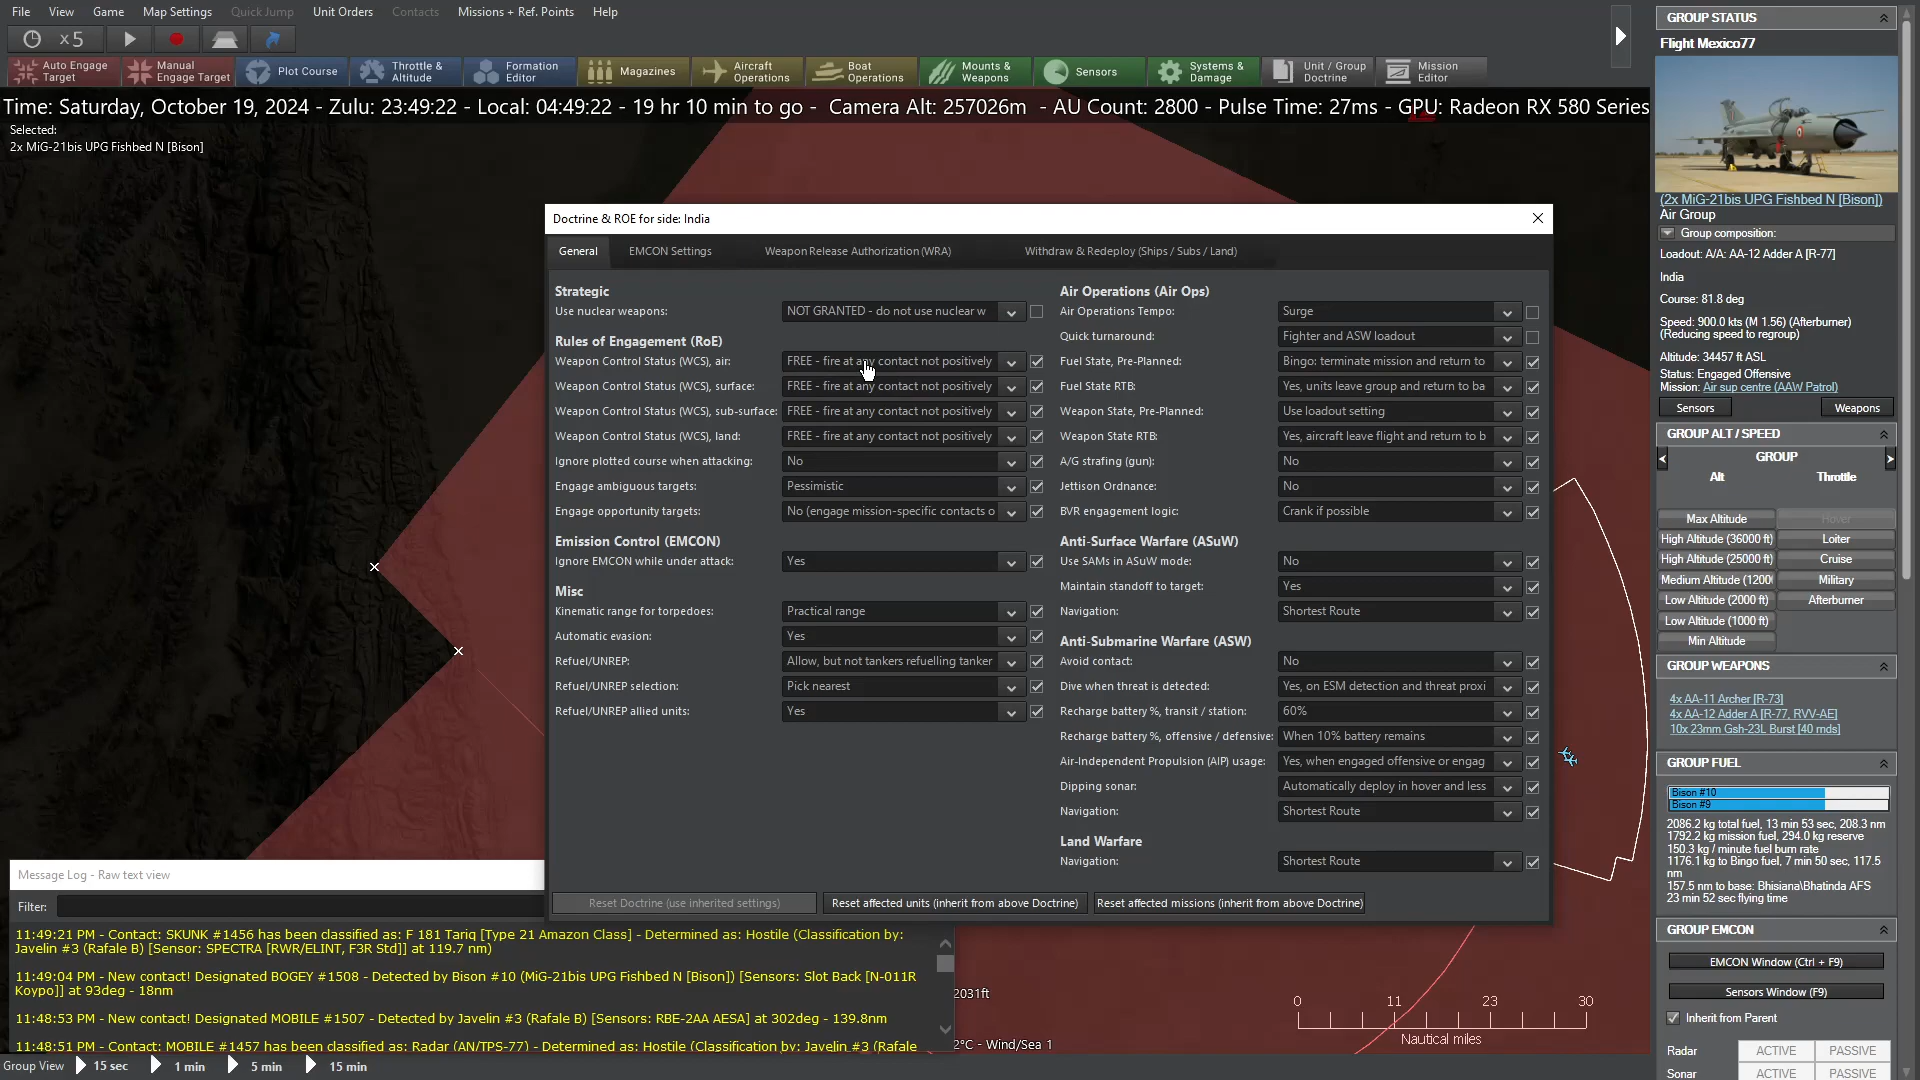 File View Game Map Settings Quick Jump Unit Orders Contacts Missions + Ref. Points Help
x 5
Auto Engage Target
Manual Engage Target
Plot Course
Throttle & Altitude
Formation Editor
Magazines
Aircraft Operations
Boat Operations
Mounts & Weapons
Sensors
Systems & Damage
Unit / Group Doctrine
Mission Editor
Time: Saturday, October 19, 2024 - Zulu: 23:49:22 - Local: 04:49:22 - 19 hr 10 min to go - Camera Alt: 257026m - AU Count: 2800 - Pulse Time: 27ms - GPU: Radeon RX 580 Series
Selected:
2x MiG-21bis UPG Fishbed N [Bison]
Doctrine & ROE for side: India
General EMCON Settings Weapon Release Authorization (WRA) Withdraw & Redeploy (Ships / Subs / Land)
Strategic
Use nuclear weapons: NOT GRANTED - do not use nuclear w
Rules of Engagement (RoE)
Weapon Control Status (WCS), air: FREE - fire at any contact not positively
Weapon Control Status (WCS), surface: FREE - fire at any contact not positively
Weapon Control Status (WCS), sub-surface: FREE - fire at any contact not positively
Weapon Control Status (WCS), land: FREE - fire at any contact not positively
Ignore plotted course when attacking: No
Engage ambiguous targets: Pessimistic
Engage opportunity targets: No (engage mission-specific contacts o
Emission Control (EMCON)
Ignore EMCON while under attack: Yes
Misc
Kinematic range for torpedoes: Practical range
Automatic evasion: Yes
Refuel/UNREP: Allow, but not tankers refuelling tanker
Refuel/UNREP selection: Pick nearest
Refuel/UNREP allied units: Yes
Air Operations (Air Ops)
Air Operations Tempo: Surge
Quick turnaround: Fighter and ASW loadout
Fuel State, Pre-Planned: Bingo: terminate mission and return to
Fuel State RTB: Yes, units leave group and return to ba
Weapon State, Pre-Planned: Use loadout setting
Weapon State RTB: Yes, aircraft leave flight and return to b
A/G strafing (gun): No
Jettison Ordnance: No
BVR engagement logic: Crank if possible
Anti-Surface Warfare (ASuW)
Use SAMs in ASuW mode: No
Maintain standoff to target: Yes
Navigation: Shortest Route
Anti-Submarine Warfare (ASW)
Avoid contact: No
Dive when threat is detected: Yes, on ESM detection and threat proxi
Recharge battery %, transit / station: 60%
Recharge battery %, offensive / defensive: When 10% battery remains
Air-Independent Propulsion (AIP) usage: Yes, when engaged offensive or engag
Dipping sonar: Automatically deploy in hover and less
Navigation: Shortest Route
Land Warfare
Navigation: Shortest Route
Reset Doctrine (use inherited settings) Reset affected units (inherit from above Doctrine) Reset affected missions (inherit from above Doctrine)
Message Log - Raw text view
Filter:
11:49:21 PM - Contact: SKUNK #1456 has been classified as: F 181 Tariq [Type 21 Amazon Class] - Determined as: Hostile (Classification by:
Javelin #3 (Rafale B) [Sensor: SPECTRA [RWR/ELINT, F3R Std]] at 119.7 nm)
11:49:04 PM - New contact! Designated BOGEY #1508 - Detected by Bison #10 (MiG-21bis UPG Fishbed N [Bison]) [Sensors: Slot Back [N-011R
Koypo]] at 93deg - 18nm
11:48:53 PM - New contact! Designated MOBILE #1507 - Detected by Javelin #3 (Rafale B) [Sensors: RBE-2AA AESA] at 302deg - 139.8nm
11:48:51 PM - Contact: MOBILE #1457 has been classified as: Radar (AN/TPS-77) - Determined as: Hostile (Classification by: Javelin #3 (Rafale
Group View 15 sec 1 min 5 min 15 min
2031ft
2°C - Wind/Sea 1
0 11 23 30
Nautical miles
GROUP STATUS
Flight Mexico77
(2x MiG-21bis UPG Fishbed N [Bison])
Air Group
Group composition:
Loadout: A/A: AA-12 Adder A [R-77]
India
Course: 81.8 deg
Speed: 900.0 kts (M 1.56) (Afterburner)
(Reducing speed to regroup)
Altitude: 34457 ft ASL
Status: Engaged Offensive
Mission: Air sup centre (AAW Patrol)
Sensors Weapons
GROUP ALT / SPEED
GROUP
Alt Throttle
Max Altitude Hover
High Altitude (36000 ft) Loiter
High Altitude (25000 ft) Cruise
Medium Altitude (1200( Military
Low Altitude (2000 ft) Afterburner
Low Altitude (1000 ft)
Min Altitude
GROUP WEAPONS
4x AA-11 Archer [R-73]
4x AA-12 Adder A [R-77, RVV-AE]
10x 23mm Gsh-23L Burst [40 rnds]
GROUP FUEL
Bison #10
Bison #9
2086.2 kg total fuel, 13 min 53 sec, 208.3 nm
1792.2 kg mission fuel, 294.0 kg reserve
150.3 kg / minute fuel burn rate
1176.1 kg to Bingo fuel, 7 min 50 sec, 117.5
nm
157.5 nm to base: Bhisiana\Bhatinda AFS
23 min 52 sec flying time
GROUP EMCON
EMCON Window (Ctrl + F9)
Sensors Window (F9)
Inherit from Parent
Radar ACTIVE PASSIVE
Sonar ACTIVE PASSIVE